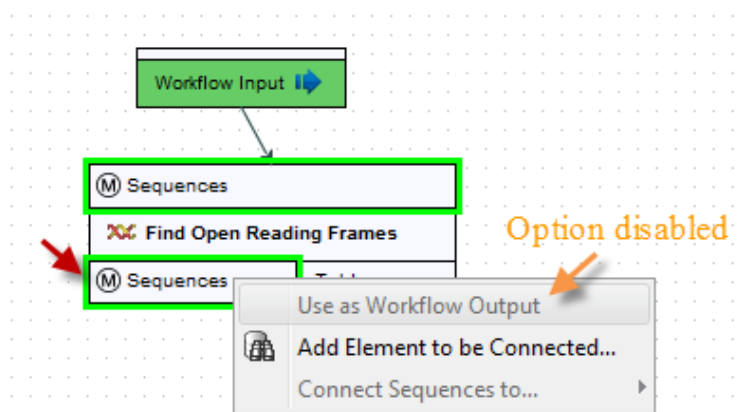 Workflow Input
M Sequences
Find Open Reading Frames
Option disabled
M Sequences
Use as Workflow Output
Add Element to be Connected...
Connect Sequences to...